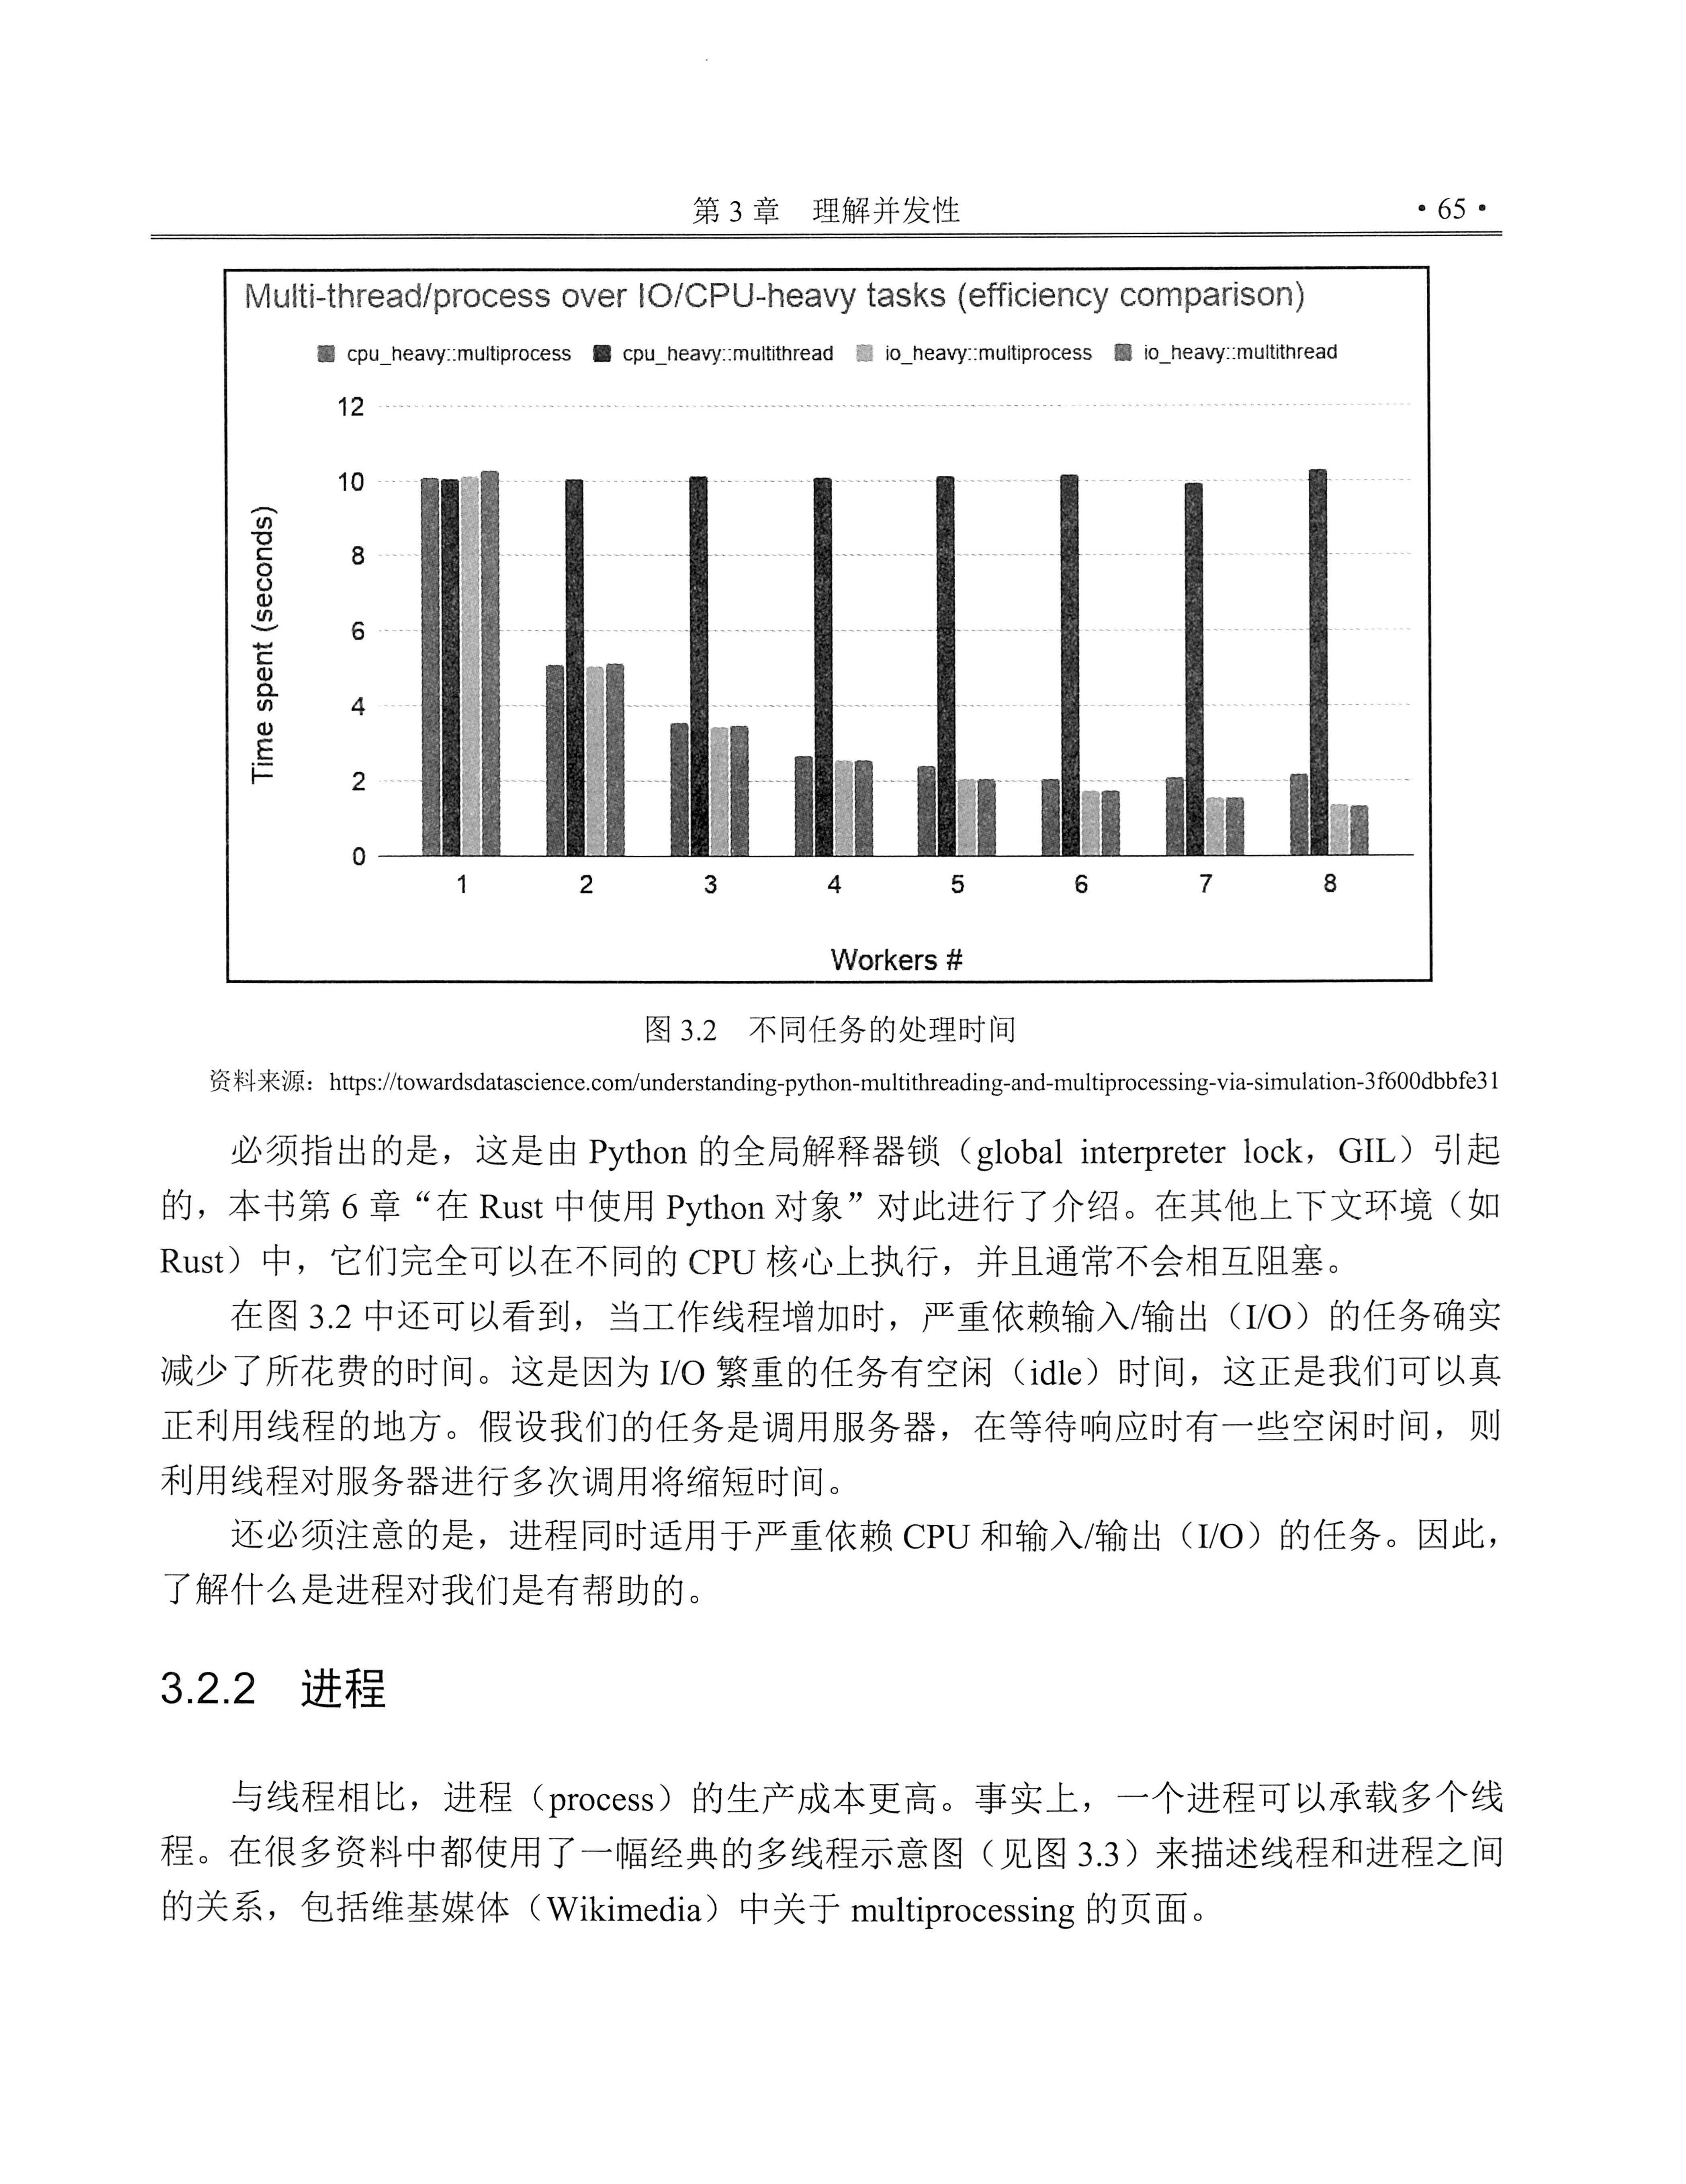 第 3 章　理解并发性
·65·
Multi-thread/process over IO/CPU-heavy tasks (efficiency comparison)
cpu_heavy::multiprocess cpu_heavy::multithread io_heavy::multiprocess io_heavy::multithread
12
10
8
6
4
2
0
Time spent (seconds)
1 2 3 4 5 6 7 8
Workers #
图 3.2　不同任务的处理时间
资料来源：https://towardsdatascience.com/understanding-python-multithreading-and-multiprocessing-via-simulation-3f600dbbfe31
必须指出的是，这是由 Python 的全局解释器锁（global interpreter lock，GIL）引起
的，本书第 6 章“在 Rust 中使用 Python 对象”对此进行了介绍。在其他上下文环境（如
Rust）中，它们完全可以在不同的 CPU 核心上执行，并且通常不会相互阻塞。
在图 3.2 中还可以看到，当工作线程增加时，严重依赖输入/输出（I/O）的任务确实
减少了所花费的时间。这是因为 I/O 繁重的任务有空闲（idle）时间，这正是我们可以真
正利用线程的地方。假设我们的任务是调用服务器，在等待响应时有一些空闲时间，则
利用线程对服务器进行多次调用将缩短时间。
还必须注意的是，进程同时适用于严重依赖 CPU 和输入/输出（I/O）的任务。因此，
了解什么是进程对我们是有帮助的。
3.2.2　进程
与线程相比，进程（process）的生产成本更高。事实上，一个进程可以承载多个线
程。在很多资料中都使用了一幅经典的多线程示意图（见图 3.3）来描述线程和进程之间
的关系，包括维基媒体（Wikimedia）中关于 multiprocessing 的页面。